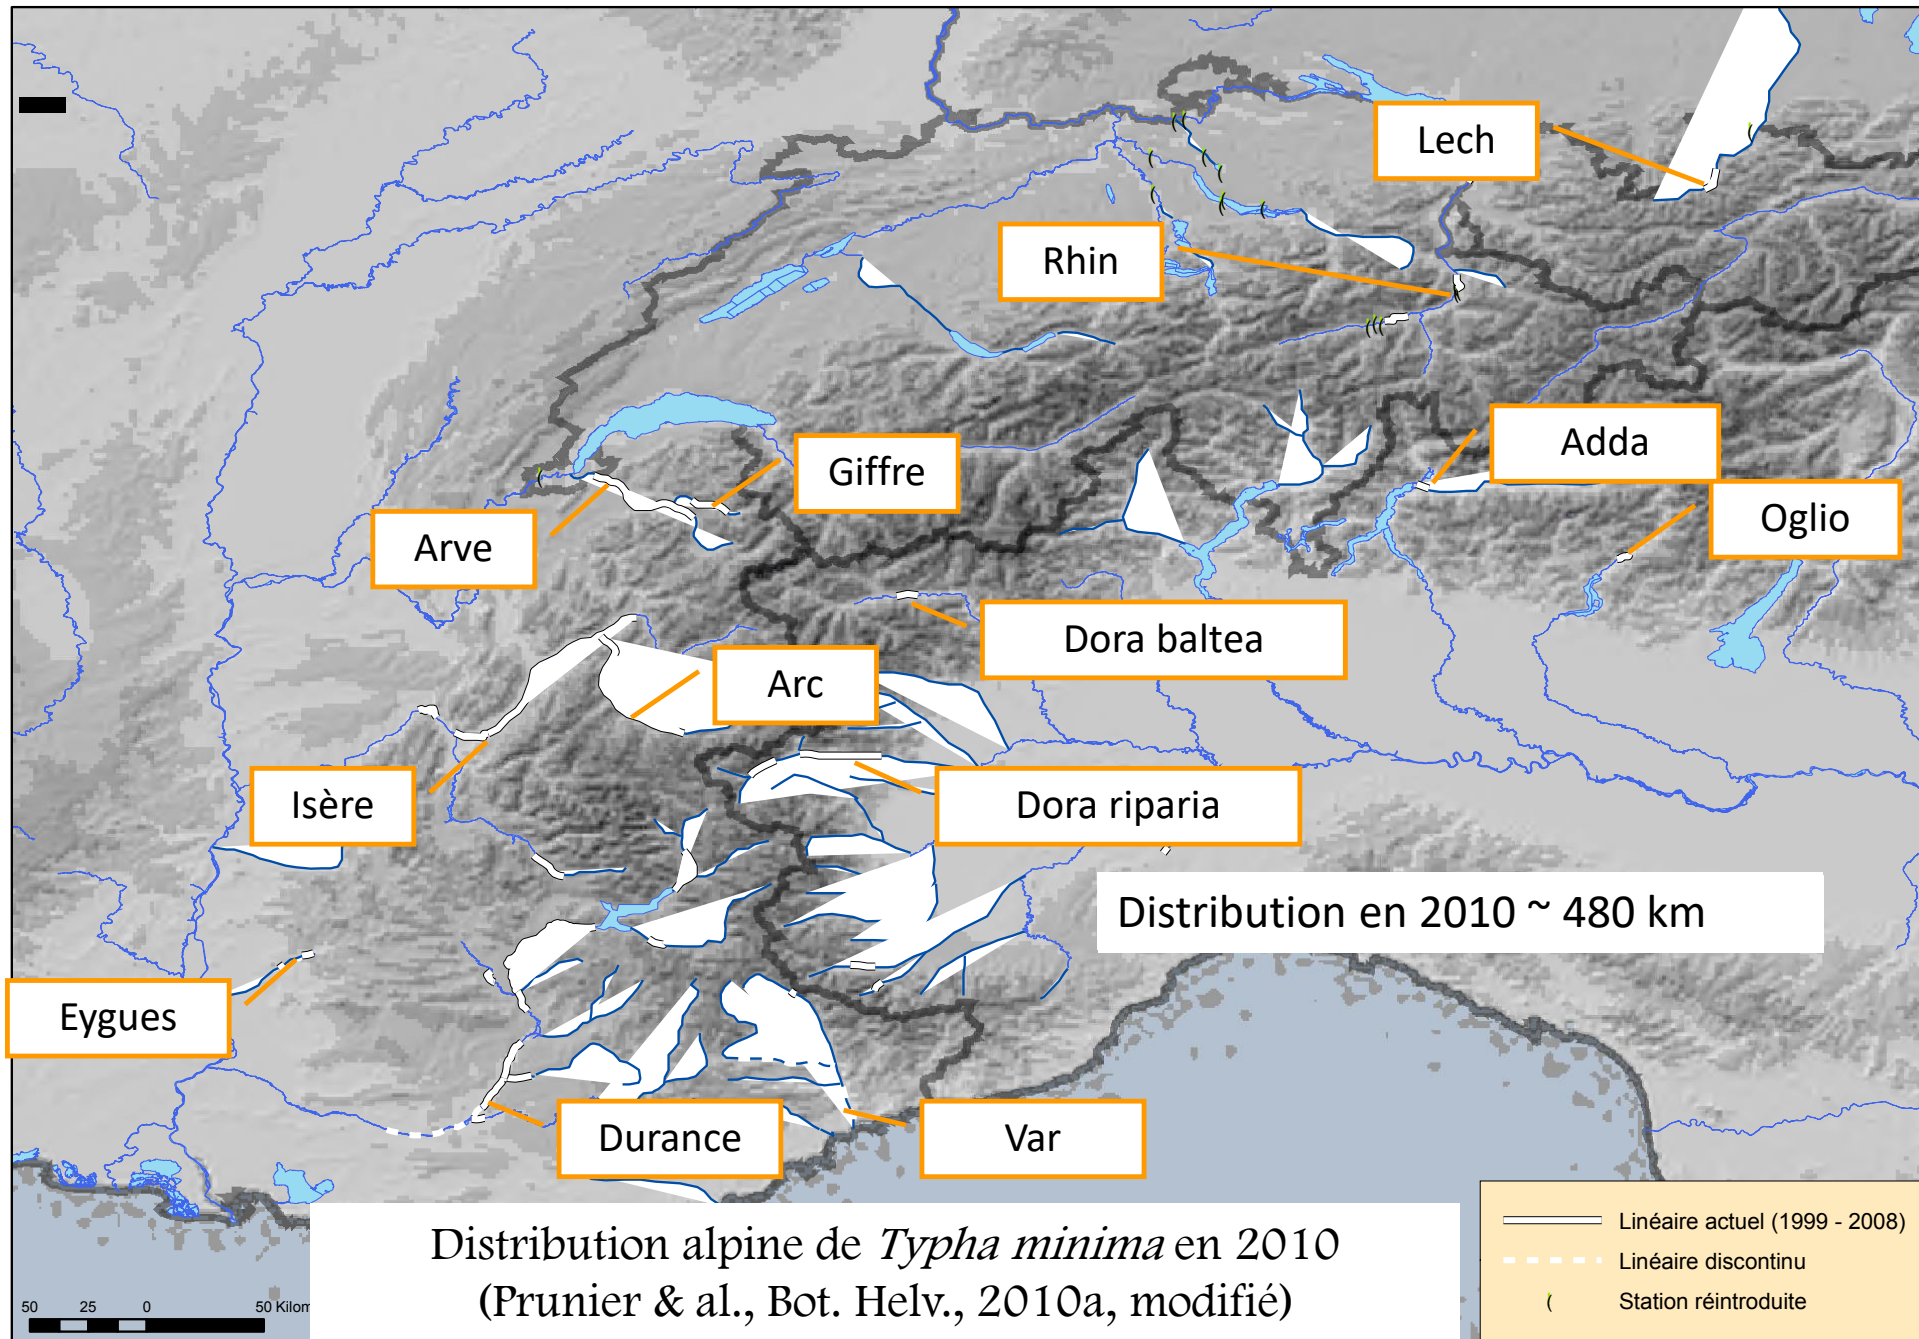 Lech
Rhin
Giffre
Adda
Oglio
Arve
Dora baltea
Arc
Isère
Dora riparia
Distribution en 2010 ~ 480 km
Eygues
Durance
Var
Distribution alpine de Typha minima en 2010
(Prunier & al., Bot. Helv., 2010a, modifié)
Linéaire actuel (1999 - 2008)
Linéaire discontinu
Station réintroduite
50 25 0 50 Kilom